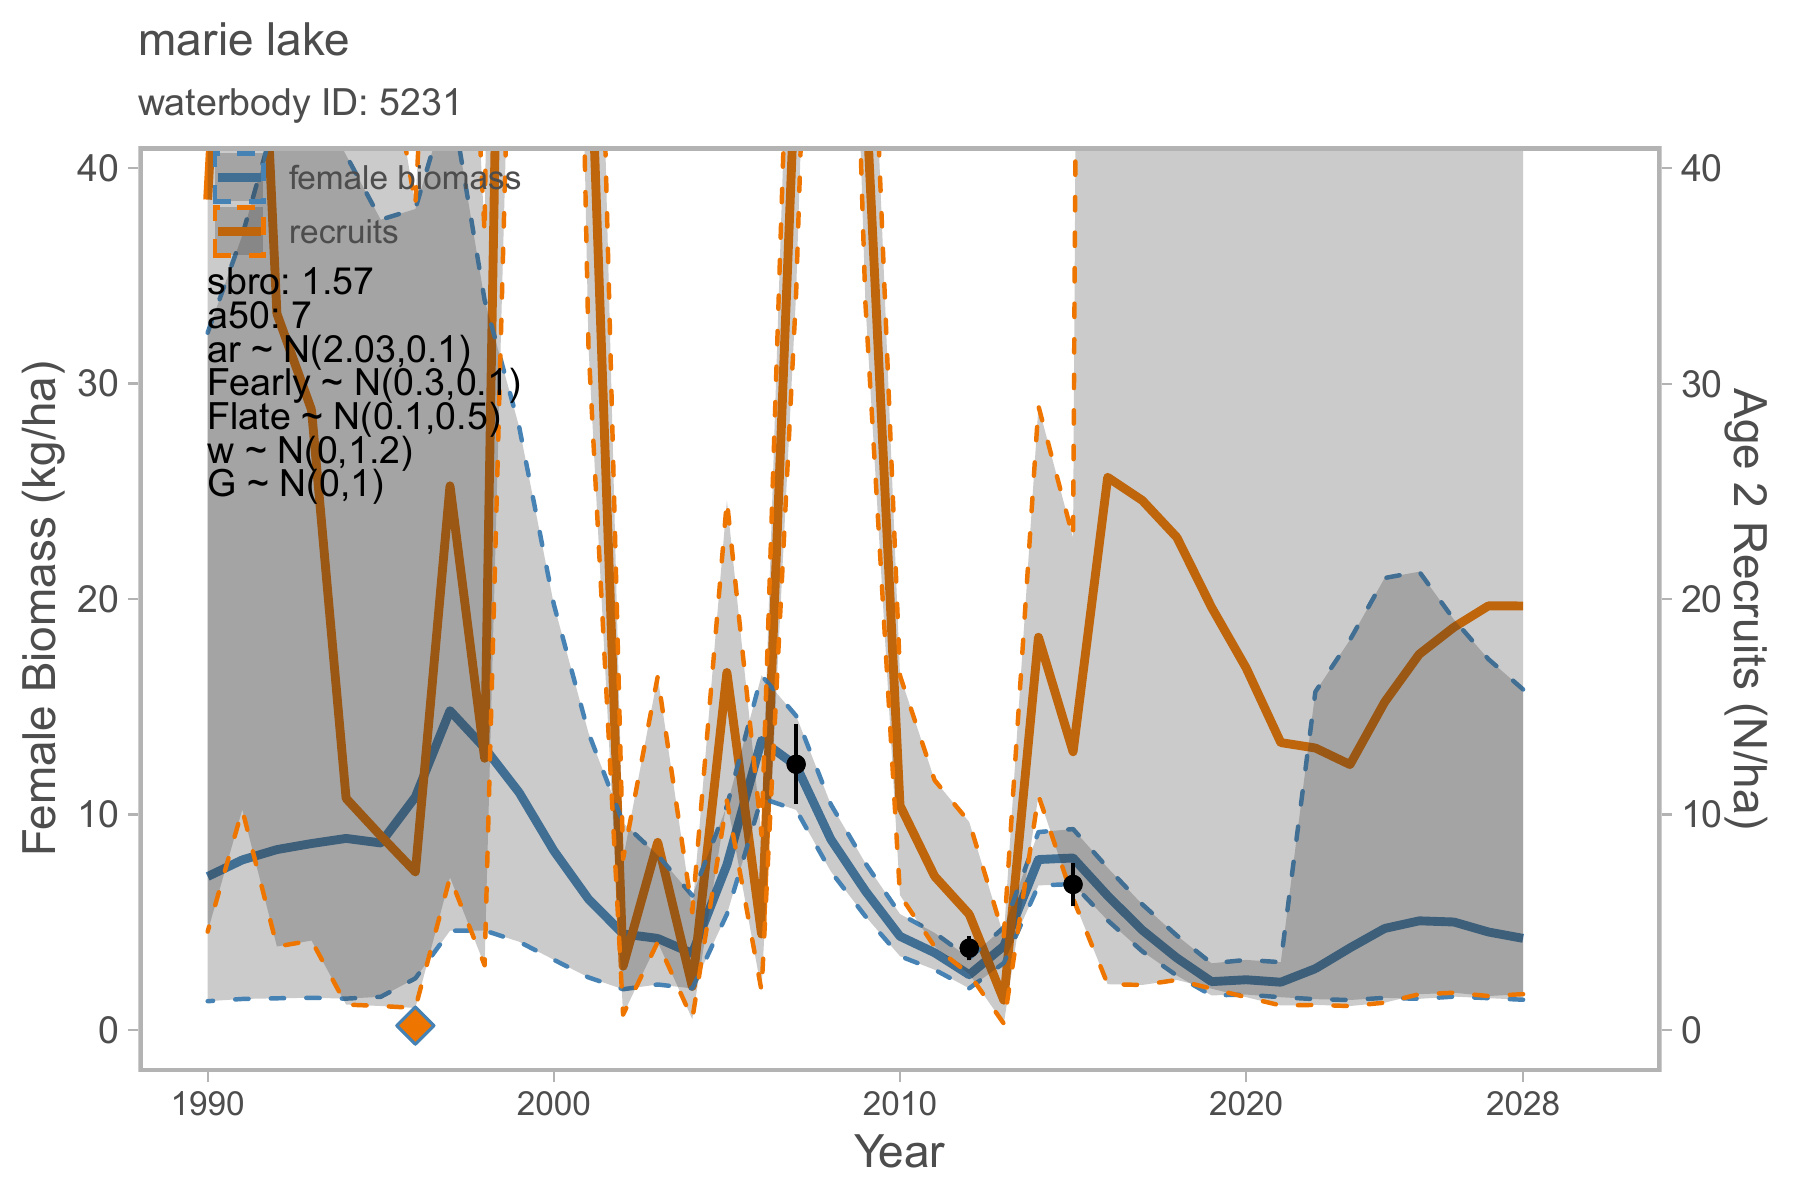 marie lake
waterbody ID: 5231
female biomass
recruits
sbro: 1.57
a50: 7
ar ~ N(2.03,0.1)
Fearly ~ N(0.3,0.1)
Flate ~ N(0.1,0.5)
w ~ N(0,1.2)
G ~ N(0,1)
Female Biomass (kg/ha)
40
30
20
10
0
Age 2 Recruits (N/ha)
40
30
20
10
0
1990
2000
2010
2020
2028
Year